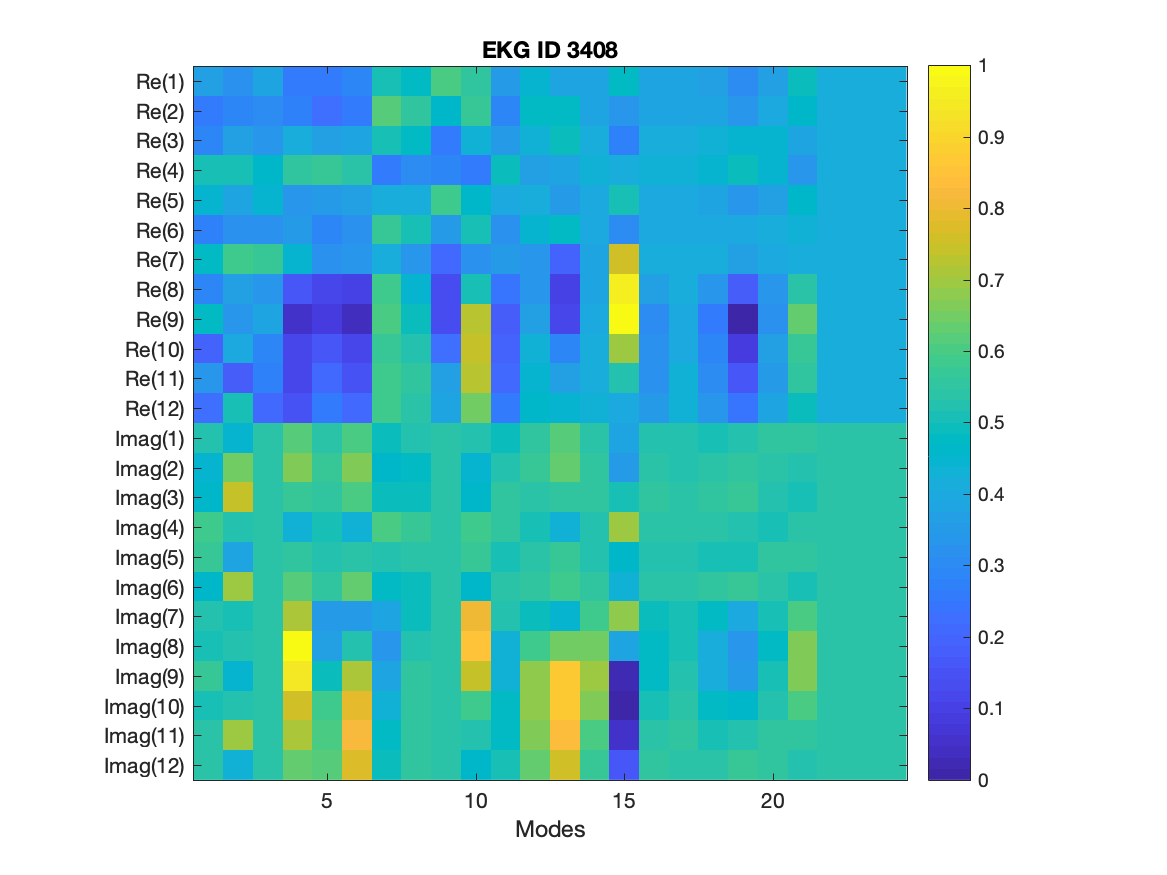 EKG ID 3408
Re(1)
Re(2)
Re(3)
Re(4)
Re(5)
Re(6)
Re(7)
Re(8)
Re(9)
Re(10)
Re(11)
Re(12)
Imag(1)
Imag(2)
Imag(3)
Imag(4)
Imag(5)
Imag(6)
Imag(7)
Imag(8)
Imag(9)
Imag(10)
Imag(11)
Imag(12)
5 10 15 20
Modes
1
0.9
0.8
0.7
0.6
0.5
0.4
0.3
0.2
0.1
0